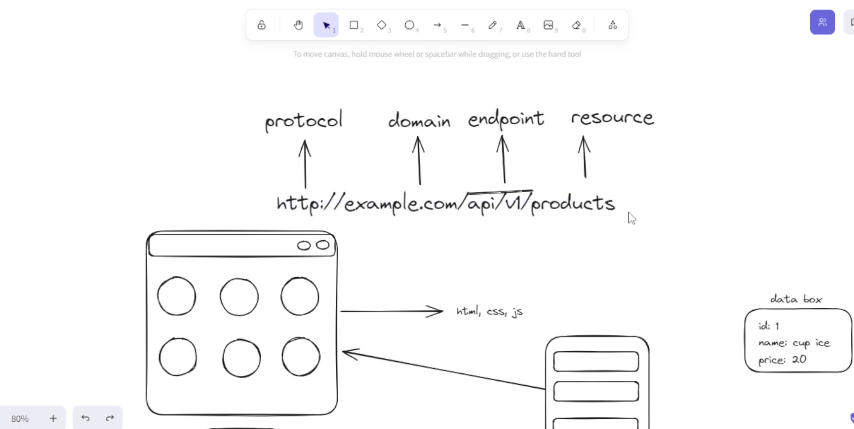 1 2 3 4 5 6 7 8 9 0
To move canvas, hold mouse wheel or spacebar while dragging, or use the hand tool
protocol domain endpoint resource
http://example.com/api/v1/products
html, css, js
data box
id: 1
name: cup ice
price: 20
80%